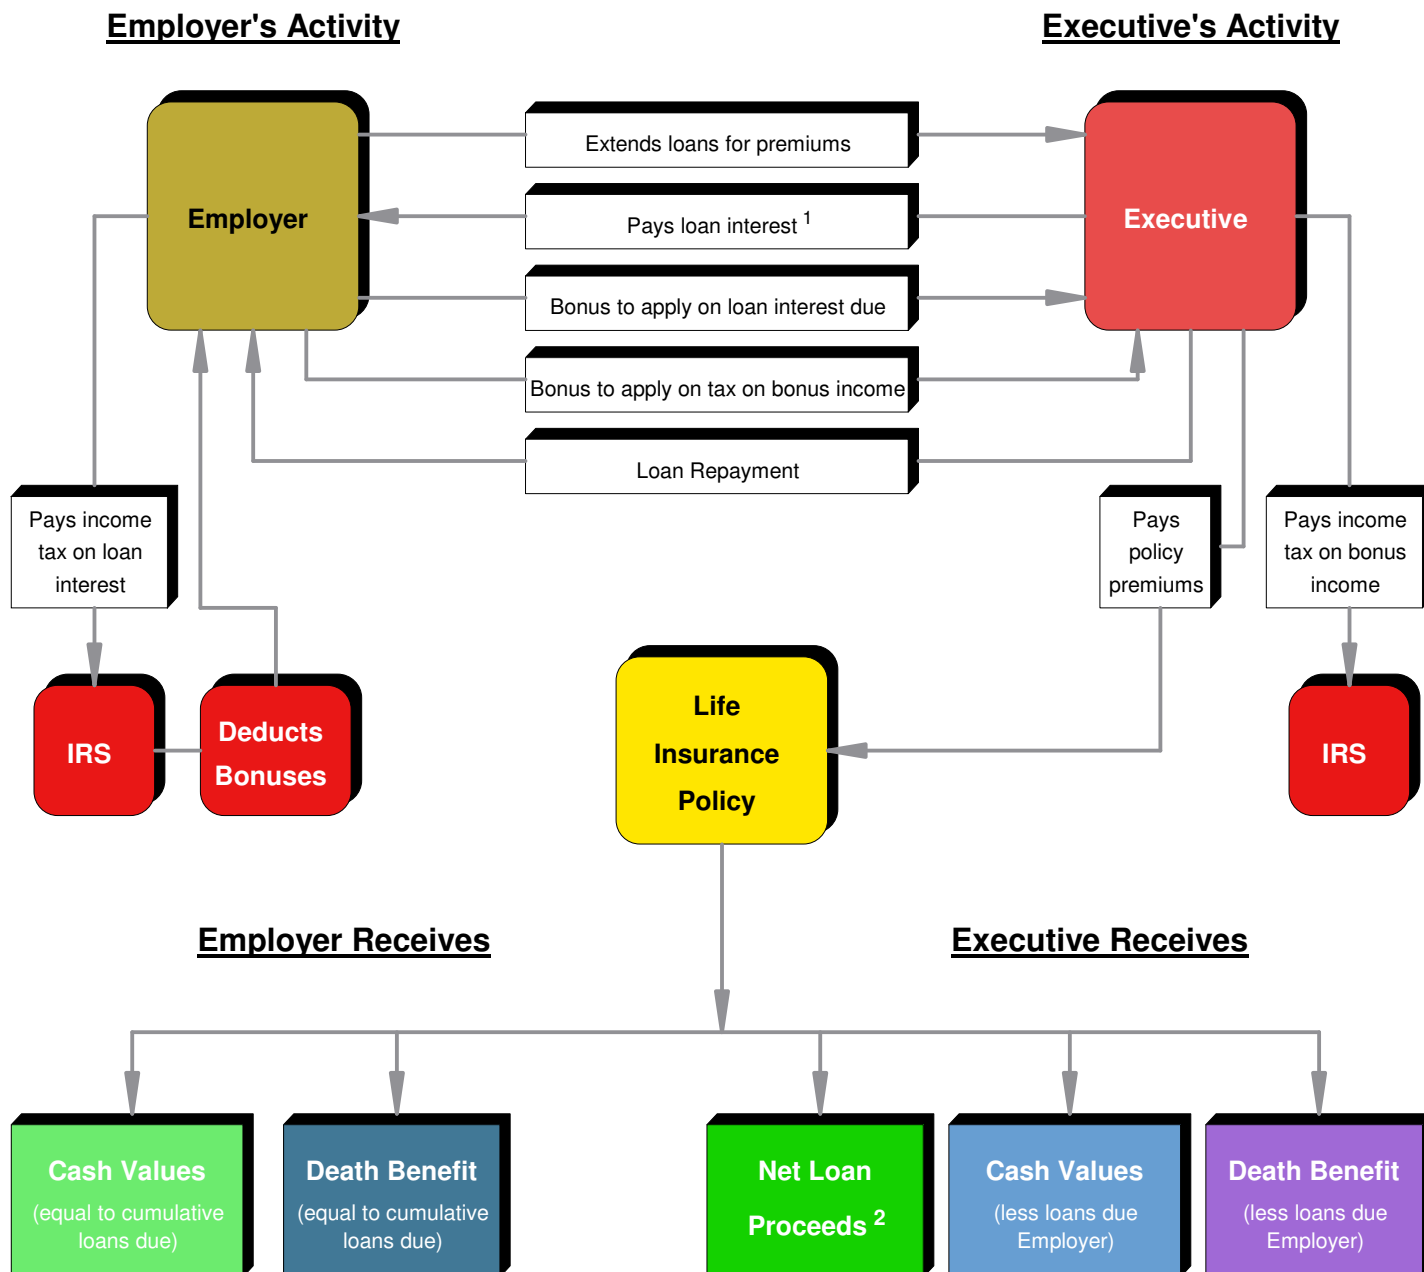 Employer's Activity
Executive's Activity
Employer
Extends loans for premiums
Pays loan interest 1
Bonus to apply on loan interest due
Bonus to apply on tax on bonus income
Loan Repayment
Executive
Pays income
tax on loan
interest
Pays
policy
premiums
Pays income
tax on bonus
income
IRS
Deducts
Bonuses
Life
Insurance
Policy
IRS
Employer Receives
Executive Receives
Cash Values
(equal to cumulative
loans due)
Death Benefit
(equal to cumulative
loans due)
Net Loan
Proceeds 2
Cash Values
(less loans due
Employer)
Death Benefit
(less loans due
Employer)